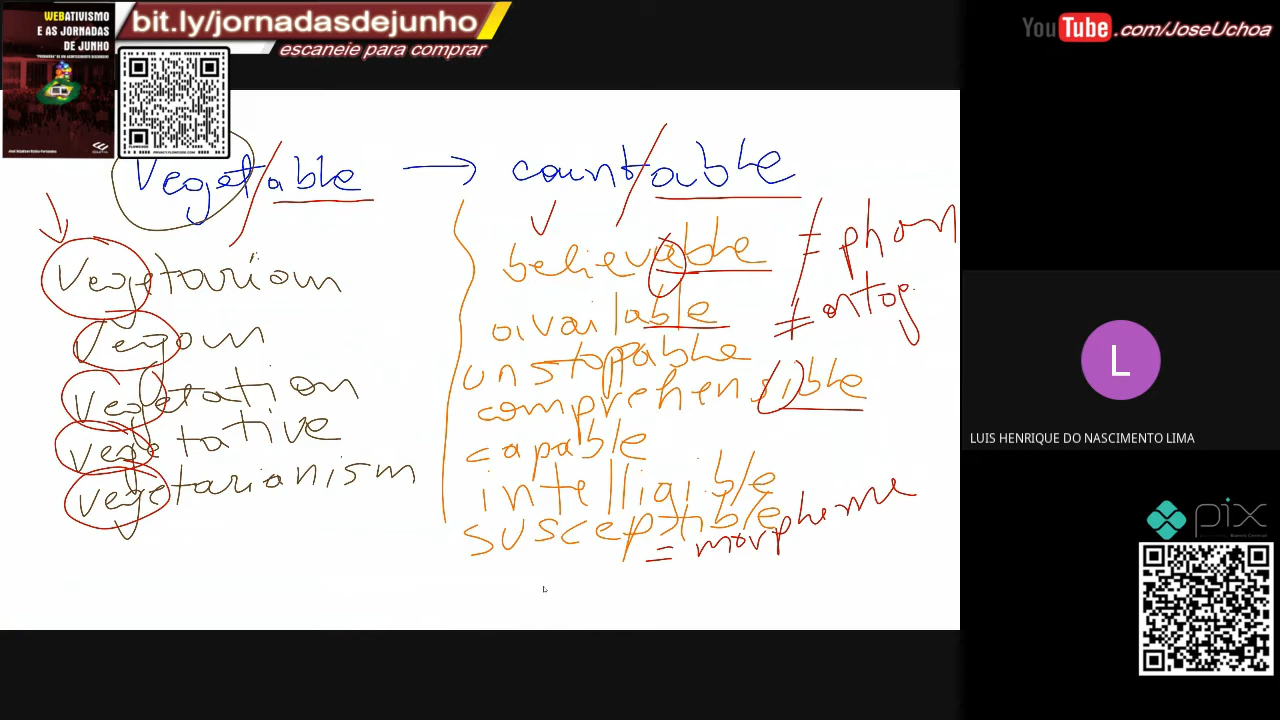 WEBATIVISMO
E AS JORNADAS
DE JUNHO
bit.ly/jornadasdejunho
escaneie para comprar
YouTube.com/JoseUchoa
Vegetable → countable
Vegetarian
Vegan
Vegetation
vegetative
vegetarianism
believable
available
unstoppable
comprehensible
capable
intelligible
susceptible
= phon
≠ ortog
= morpheme
L
LUIS HENRIQUE DO NASCIMENTO LIMA
pix